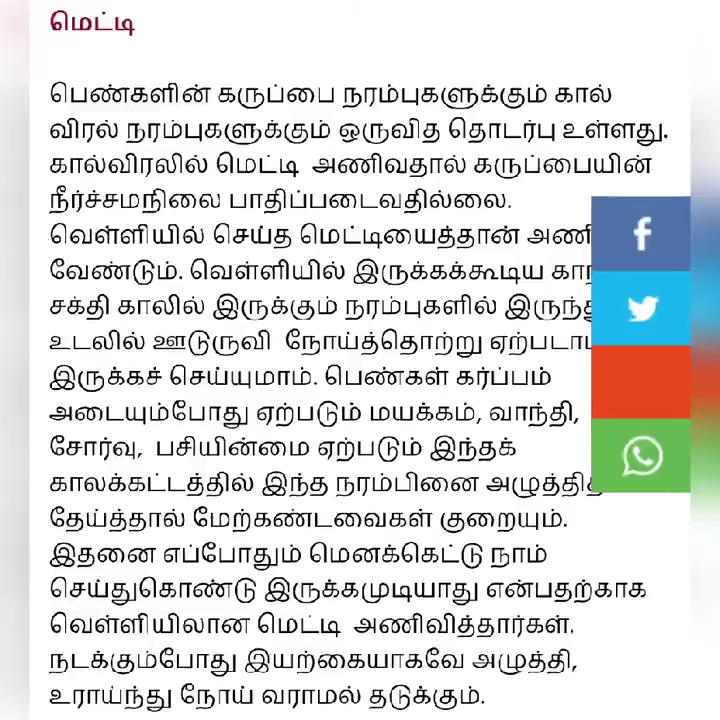 மெட்டி
பெண்களின் கருப்பை நரம்புகளுக்கும் கால்
விரல் நரம்புகளுக்கும் ஒருவித தொடர்பு உள்ளது.
கால்விரலில் மெட்டி அணிவதால் கருப்பையின்
நீர்ச்சமநிலை பாதிப்படைவதில்லை.
வெள்ளியில் செய்த மெட்டியைத்தான்
வேண்டும். வெள்ளியில் இருக்கக்கூடிய
சக்தி காலில் இருக்கும் நரம்புகளில்
உடலில் ஊடுருவி நோய்த்தொற்று
இருக்கச் செய்யுமாம். பெண்கள் கர்ப்பம்
அடையும்போது ஏற்படும் மயக்கம், வாந்தி,
சோர்வு, பசியின்மை ஏற்படும் இந்தக்
காலக்கட்டத்தில் இந்த நரம்பினை
தேய்த்தால் மேற்கண்டவைகள் குறையும்.
இதனை எப்போதும் மெனக்கெட்டு நாம்
செய்துகொண்டு இருக்கமுடியாது என்பதற்காக
வெள்ளியிலான மெட்டி அணிவித்தார்கள்.
நடக்கும்போது இயற்கையாகவே அழுத்தி,
உராய்ந்து நோய் வராமல் தடுக்கும்.